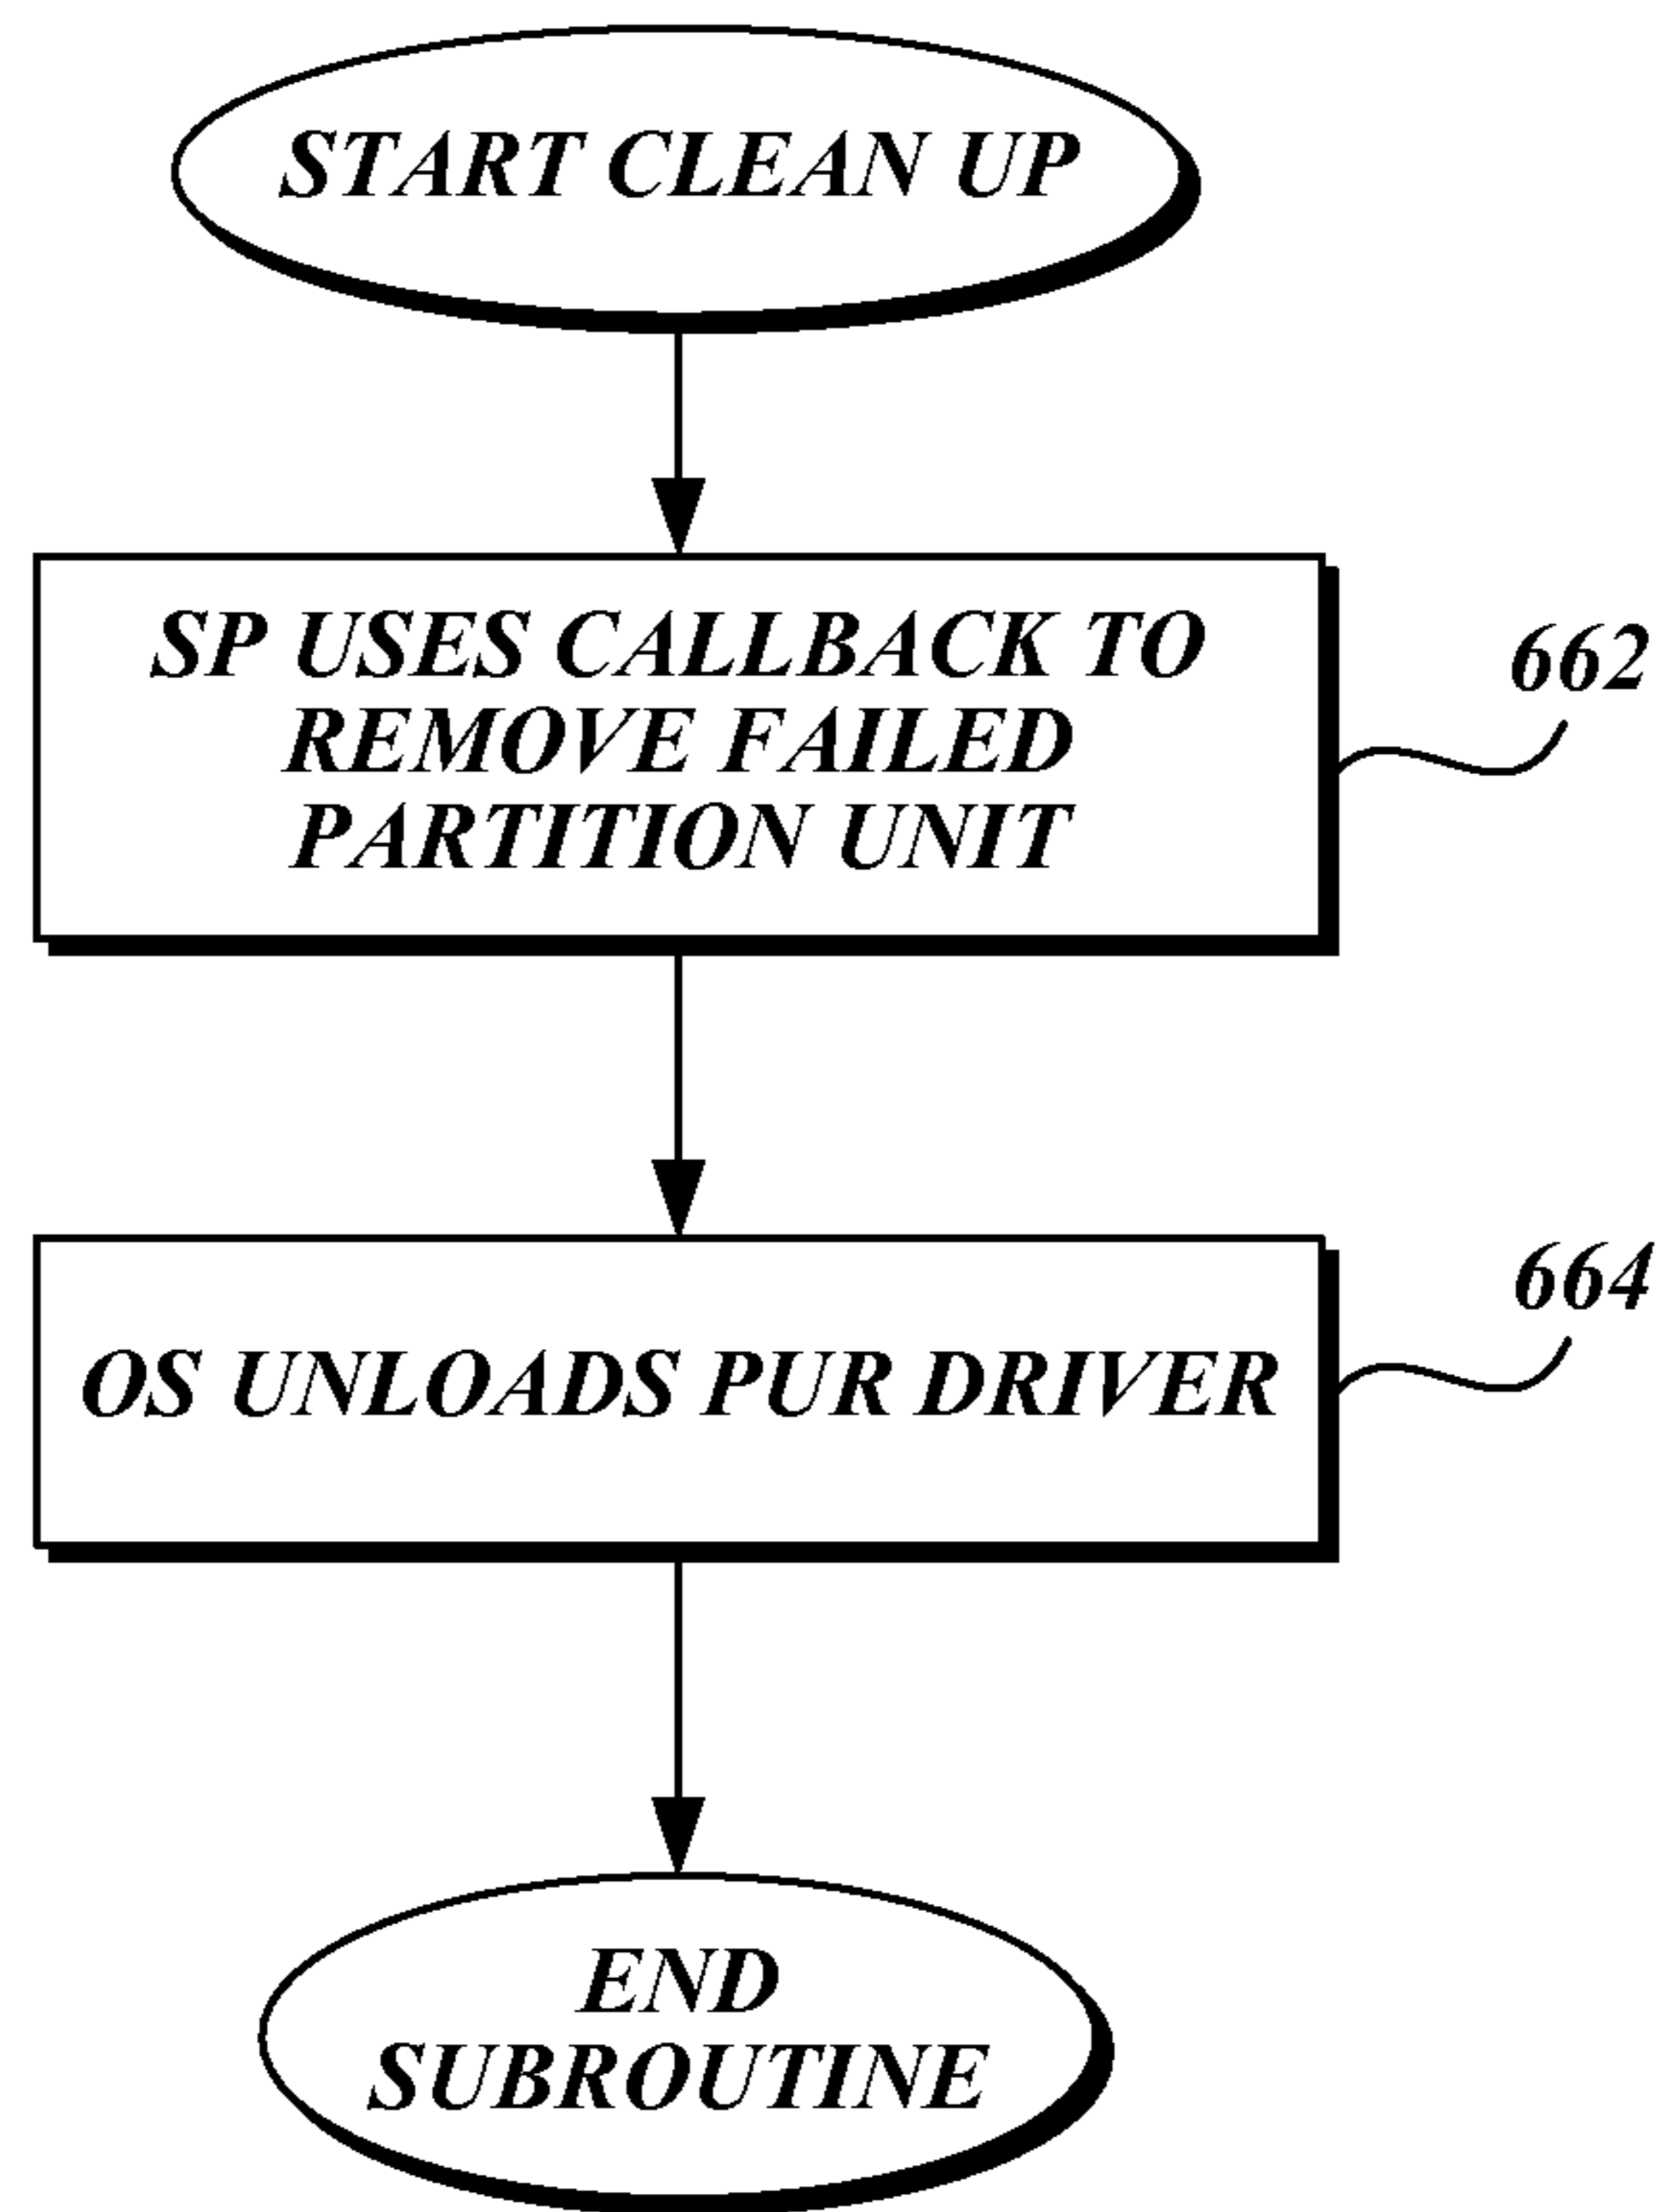 START CLEAN UP
SP USES CALLBACK TO
REMOVE FAILED
PARTITION UNIT
662
OS UNLOADS PUR DRIVER
664
END
SUBROUTINE